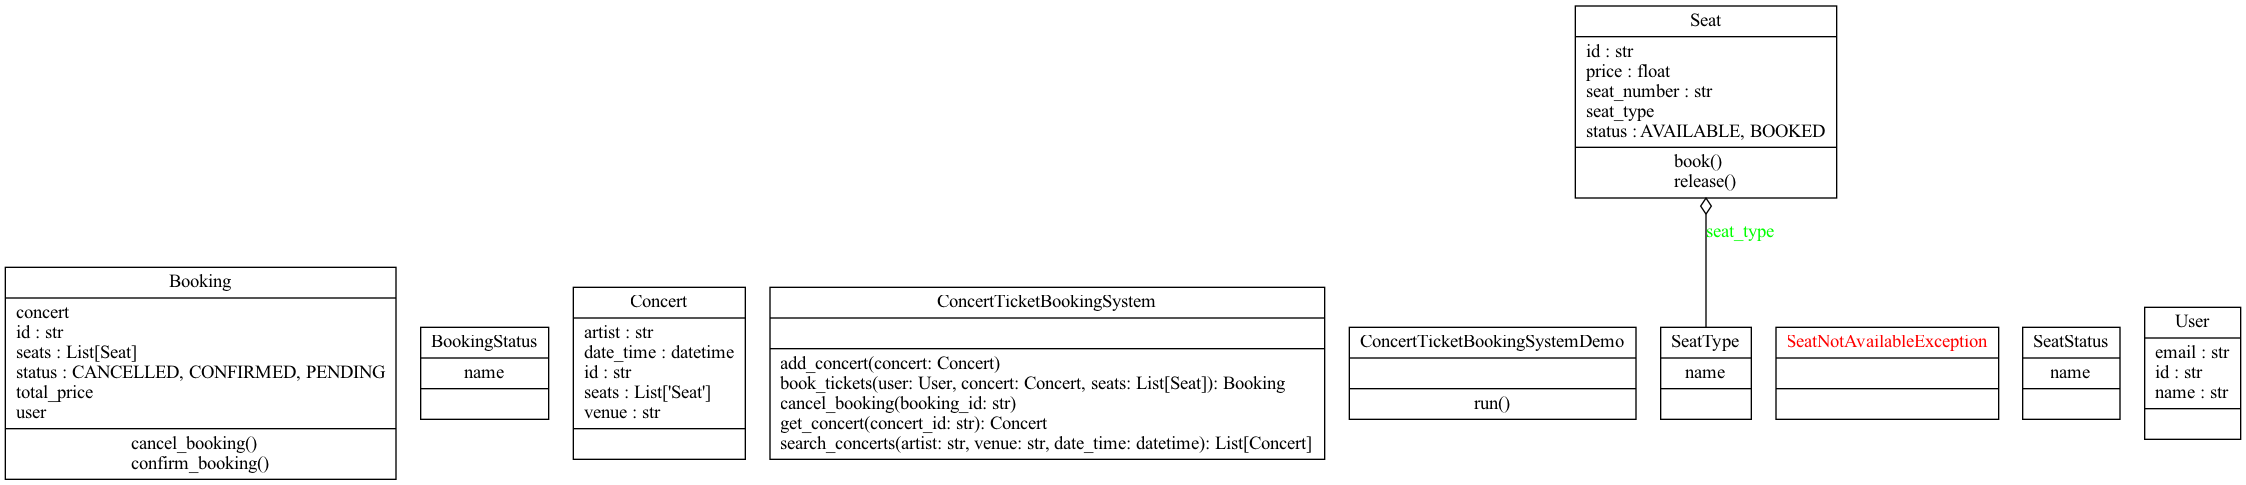 Seat
id : str
price : float
seat_number : str
seat_type
status : AVAILABLE, BOOKED
book()
release()
seat_type
Booking
concert
id : str
seats : List[Seat]
status : CANCELLED, CONFIRMED, PENDING
total_price
user
cancel_booking()
confirm_booking()
BookingStatus
name
Concert
artist : str
date_time : datetime
id : str
seats : List['Seat']
venue : str
ConcertTicketBookingSystem
add_concert(concert: Concert)
book_tickets(user: User, concert: Concert, seats: List[Seat]): Booking
cancel_booking(booking_id: str)
get_concert(concert_id: str): Concert
search_concerts(artist: str, venue: str, date_time: datetime): List[Concert]
ConcertTicketBookingSystemDemo
run()
SeatType
name
SeatNotAvailableException
SeatStatus
name
User
email : str
id : str
name : str